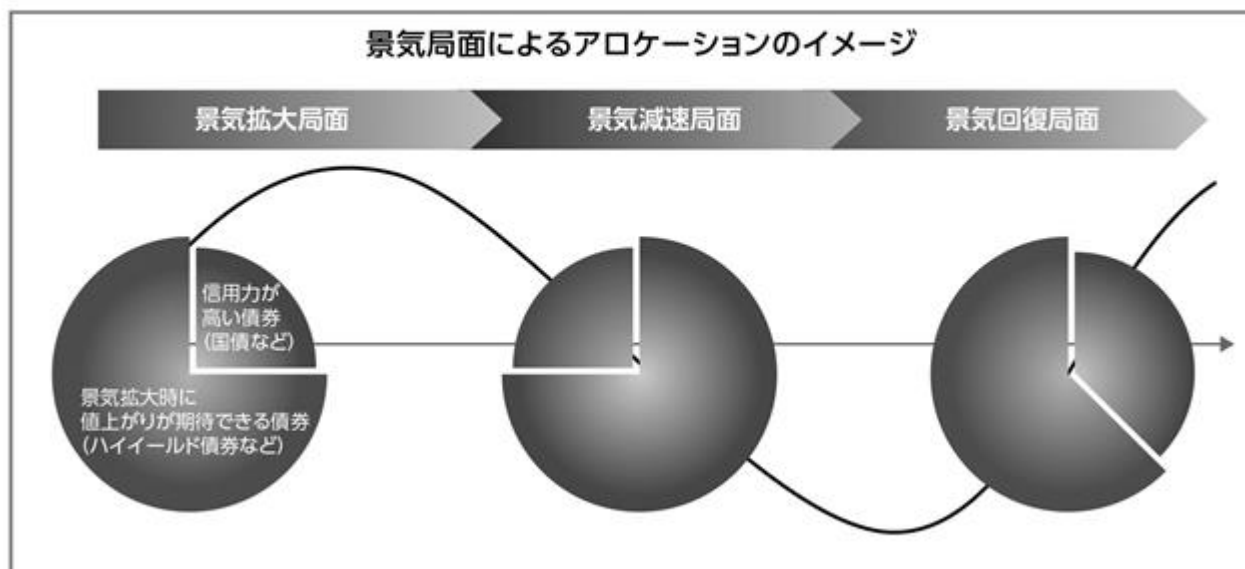 景気局面によるアロケーションのイメージ
景気拡大局面
景気減速局面
景気回復局面
信用力が
高い債券
(国債など)
景気拡大時に
値上がりが期待できる債券
(ハイイールド債券など)